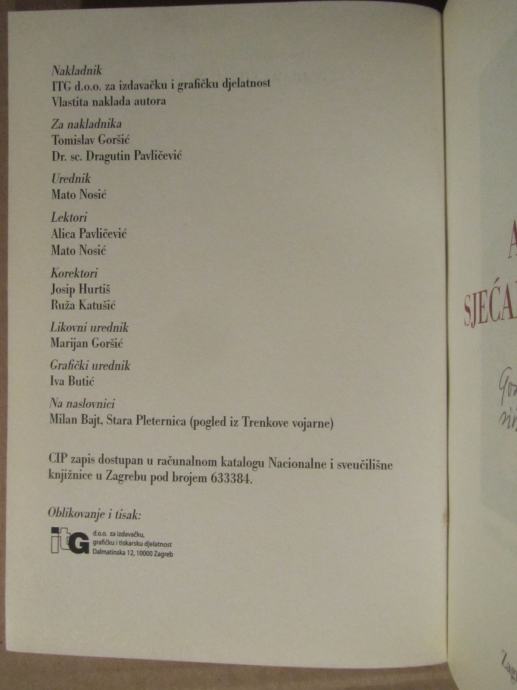 Nakladnik
ITG d.o.o. za izdavačku i grafičku djelatnost
Vlastita naklada autora
Za nakladnika
Tomislav Goršić
Dr. sc. Dragutin Pavličević
Urednik
Mato Nosić
Lektori
Alica Pavličević
Mato Nosić
Korektori
Josip Hurtiš
Ruža Katušić
Likovni urednik
Marijan Goršić
Grafički urednik
Iva Butić
Na naslovnici
Milan Bajt, Stara Pleternica (pogled iz Trenkove vojarne)
CIP zapis dostupan u računalnom katalogu Nacionalne i sveučilišne
knjižnice u Zagrebu pod brojem 633384.
Oblikovanje i tisak:
itG
d.o.o. za izdavačku,
grafičku i tiskarsku djelatnost
Dalmatinska 12, 10000 Zagreb
A
SJEĆA